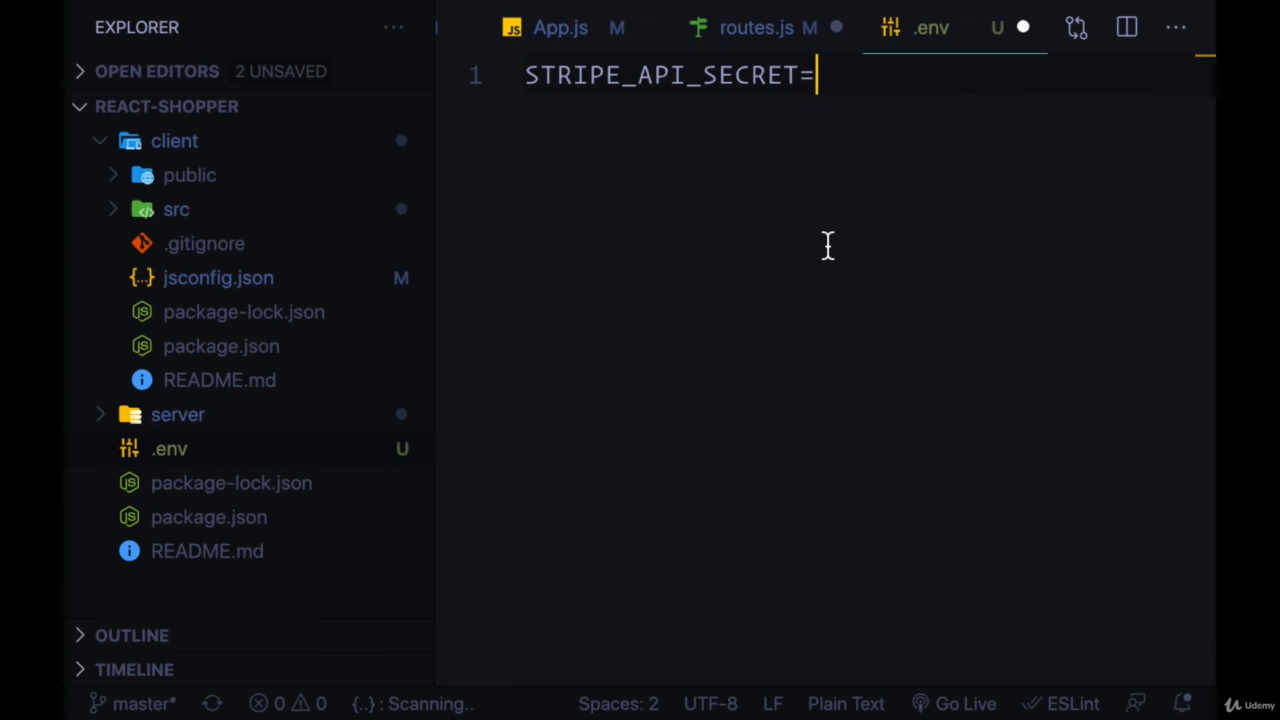 EXPLORER
App.js M
routes.js M
.env U
OPEN EDITORS 2 UNSAVED
REACT-SHOPPER
client
public
src
.gitignore
jsconfig.json M
package-lock.json
package.json
README.md
server
.env U
package-lock.json
package.json
README.md
OUTLINE
TIMELINE
1 STRIPE_API_SECRET=
master* 0 0 {..} : Scanning.. Spaces: 2 UTF-8 LF Plain Text Go Live ESLint
Udemy